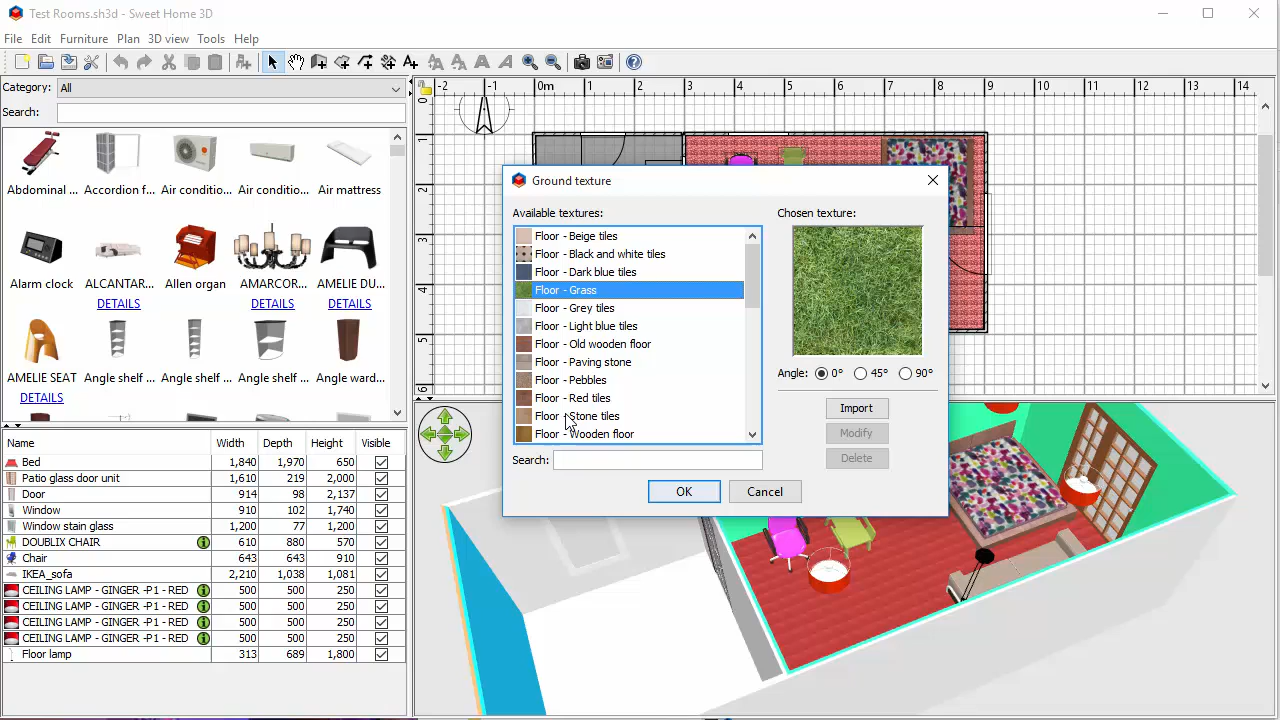 Test Rooms.sh3d - Sweet Home 3D
File Edit Furniture Plan 3D view Tools Help
Category: All
Search:
Abdominal ... Accordion f... Air conditio... Air conditio... Air mattress
Alarm clock ALCANTAR... Allen organ AMARCOR... AMELIE DU...
DETAILS DETAILS DETAILS
AMELIE SEAT Angle shelf ... Angle shelf ... Angle shelf ... Angle ward...
DETAILS
Name Width Depth Height Visible
Bed 1,840 1,970 650
Patio glass door unit 1,610 219 2,000
Door 914 98 2,137
Window 910 102 1,740
Window stain glass 1,200 77 1,200
DOUBLIX CHAIR 610 880 570
Chair 643 643 910
IKEA_sofa 2,210 1,038 1,081
CEILING LAMP - GINGER -P1 - RED 500 500 250
CEILING LAMP - GINGER -P1 - RED 500 500 250
CEILING LAMP - GINGER -P1 - RED 500 500 250
CEILING LAMP - GINGER -P1 - RED 500 500 250
Floor lamp 313 689 1,800
-2 -1 0m 1 2 3 4 5 6 7 8 9 10 11 12 13 14
0
1
2
3
4
5
6
Ground texture
Available textures:
Floor - Beige tiles
Floor - Black and white tiles
Floor - Dark blue tiles
Floor - Grass
Floor - Grey tiles
Floor - Light blue tiles
Floor - Old wooden floor
Floor - Paving stone
Floor - Pebbles
Floor - Red tiles
Floor - Stone tiles
Floor - Wooden floor
Search:
Chosen texture:
Angle: 0° 45° 90°
Import
Modify
Delete
OK Cancel